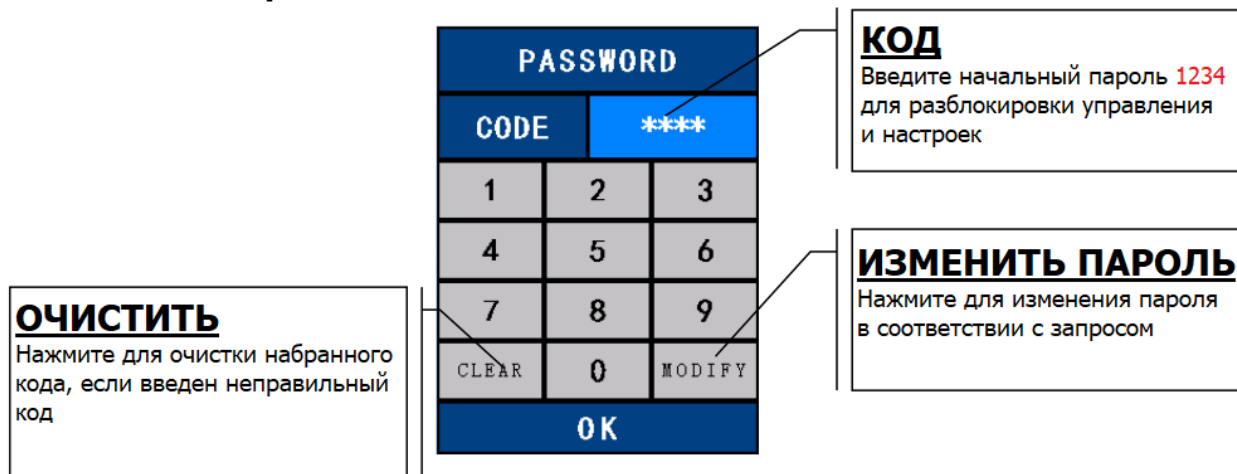 PASSWORD
CODE ****
1 2 3
4 5 6
7 8 9
CLEAR 0 MODIFY
OK
КОД
Введите начальный пароль 1234
для разблокировки управления
и настроек
ИЗМЕНИТЬ ПАРОЛЬ
Нажмите для изменения пароля
в соответствии с запросом
ОЧИСТИТЬ
Нажмите для очистки набранного
кода, если введен неправильный
код